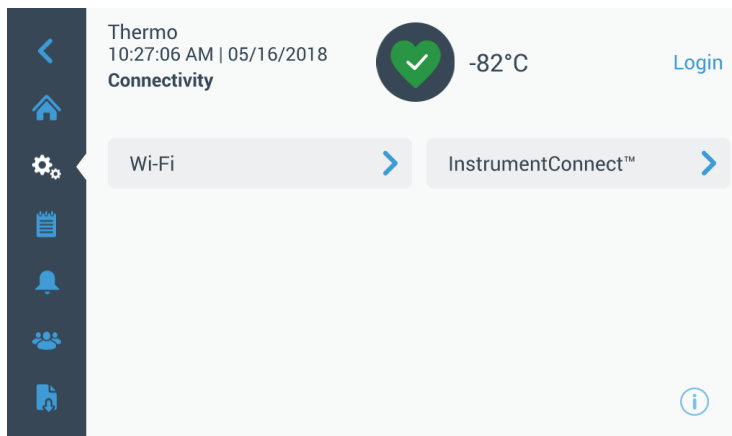 Thermo
10:27:06 AM | 05/16/2018
Connectivity
-82°C
Login
Wi-Fi
InstrumentConnect™